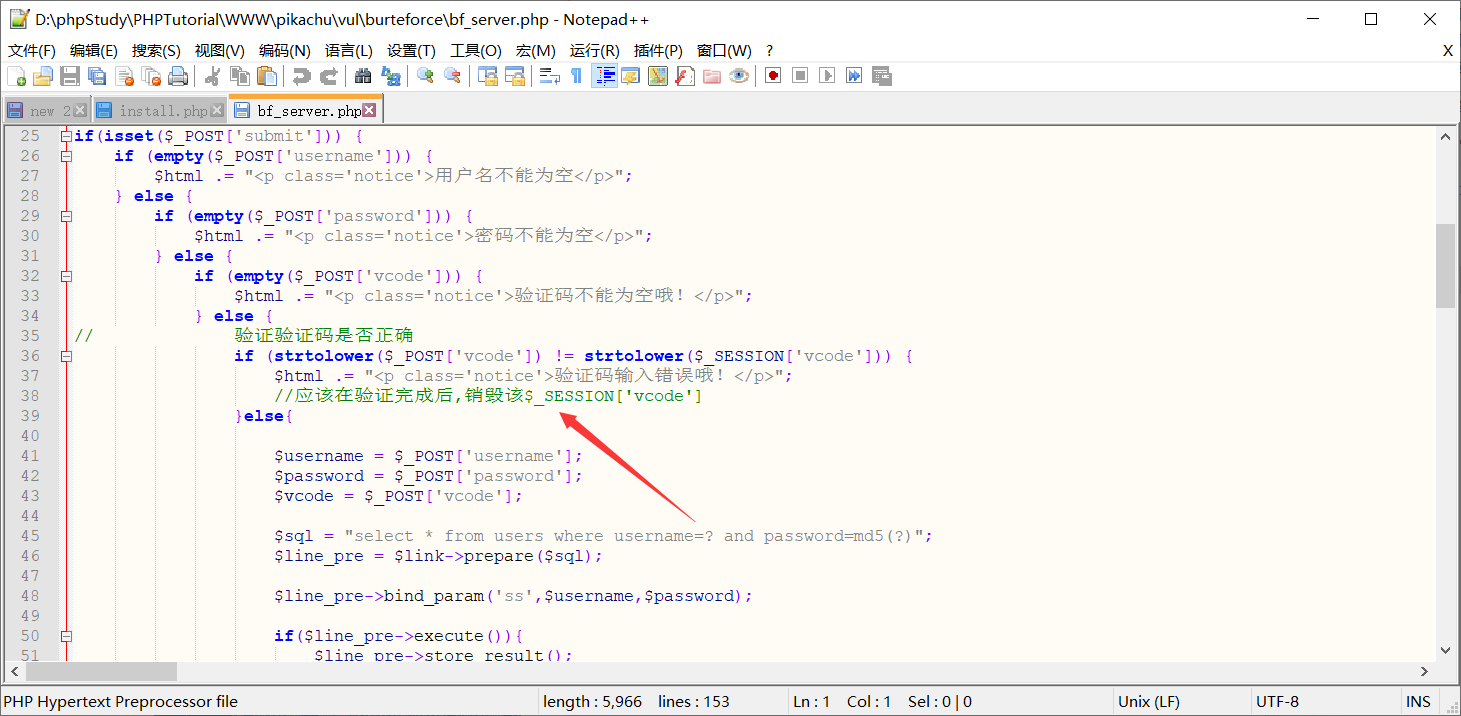 D:\phpStudy\PHPTutorial\WWW\pikachu\vul\burteforce\bf_server.php - Notepad++
文件(F) 编辑(E) 搜索(S) 视图(V) 编码(N) 语言(L) 设置(T) 工具(O) 宏(M) 运行(R) 插件(P) 窗口(W) ? X
new 2 install.php bf_server.php
25 if(isset($_POST['submit'])) {
26     if (empty($_POST['username'])) {
27         $html .= "<p class='notice'>用户名不能为空</p>";
28     } else {
29         if (empty($_POST['password'])) {
30             $html .= "<p class='notice'>密码不能为空</p>";
31         } else {
32             if (empty($_POST['vcode'])) {
33                 $html .= "<p class='notice'>验证码不能为空哦！</p>";
34             } else {
35 //              验证验证码是否正确
36                 if (strtolower($_POST['vcode']) != strtolower($_SESSION['vcode'])) {
37                     $html .= "<p class='notice'>验证码输入错误哦！</p>";
38                     //应该在验证完成后,销毁该$_SESSION['vcode']
39                 }else{
40
41                     $username = $_POST['username'];
42                     $password = $_POST['password'];
43                     $vcode = $_POST['vcode'];
44
45                     $sql = "select * from users where username=? and password=md5(?)";
46                     $line_pre = $link->prepare($sql);
47
48                     $line_pre->bind_param('ss',$username,$password);
49
50                     if($line_pre->execute()){
51                         $line_pre->store_result();
PHP Hypertext Preprocessor file length : 5,966 lines : 153 Ln : 1 Col : 1 Sel : 0 | 0 Unix (LF) UTF-8 INS